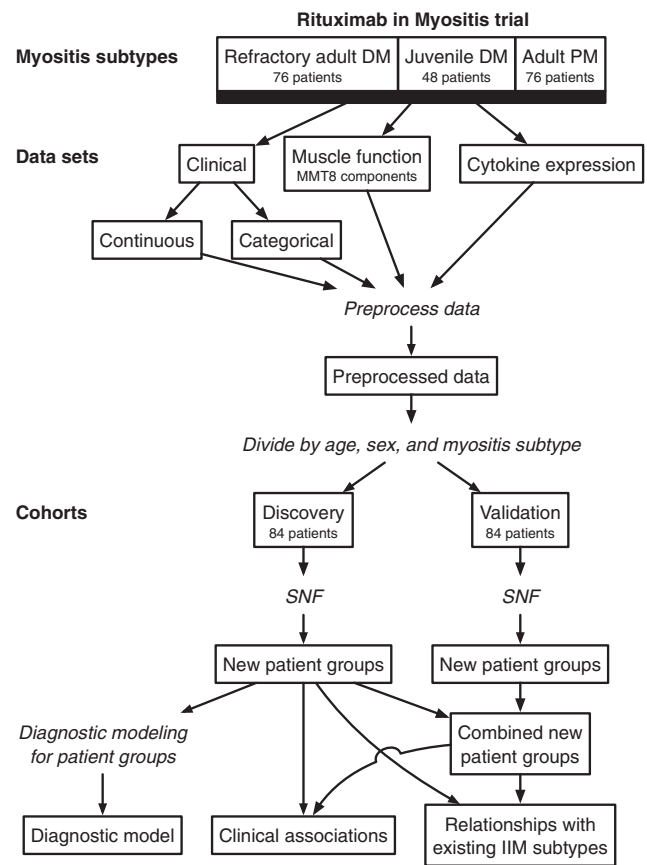 Rituximab in Myositis trial
Myositis subtypes
Refractory adult DM
76 patients
Juvenile DM
48 patients
Adult PM
76 patients
Data sets
Clinical
Muscle function
MMT8 components
Cytokine expression
Continuous
Categorical
Preprocess data
Preprocessed data
Divide by age, sex, and myositis subtype
Cohorts
Discovery
84 patients
Validation
84 patients
SNF
SNF
New patient groups
New patient groups
Diagnostic modeling
for patient groups
Combined new
patient groups
Diagnostic model
Clinical associations
Relationships with
existing IIM subtypes